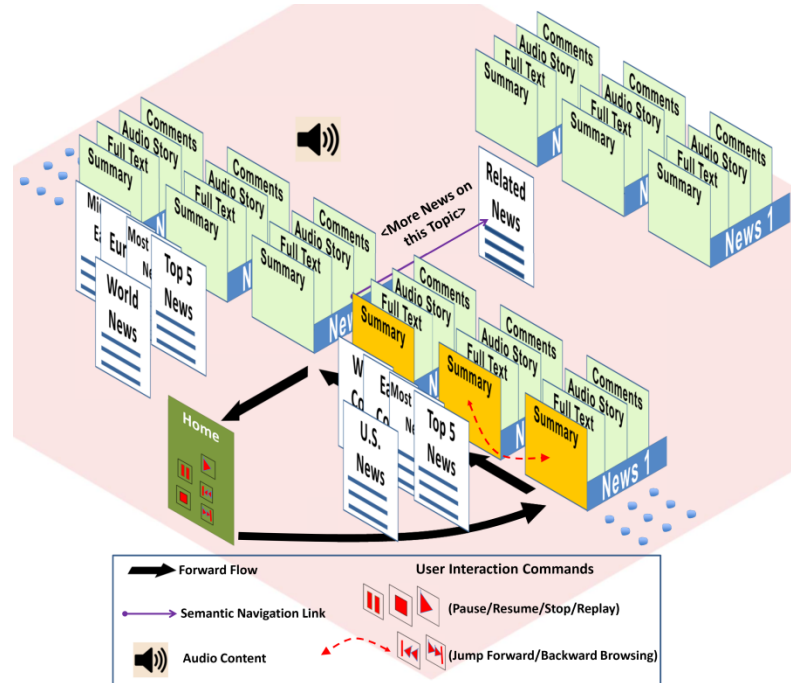 Comments
Audio Story
Full Text
Summary
Comments
Audio Story
Full Text
Summary
Comments
Audio Story
Full Text
Summary
News 1
Related
News
<More News on
this Topic>
Comments
Audio Story
Full Text
Summary
Comments
Audio Story
Full Text
Summary
Comments
Audio Story
Full Text
Summary
Top 5
News
World
News
Comments
Audio Story
Full Text
Summary
Comments
Audio Story
Full Text
Summary
Comments
Audio Story
Full Text
Summary
News 1
Top 5
News
U.S.
News
Home
Forward Flow
User Interaction Commands
Semantic Navigation Link
(Pause/Resume/Stop/Replay)
Audio Content
(Jump Forward/Backward Browsing)